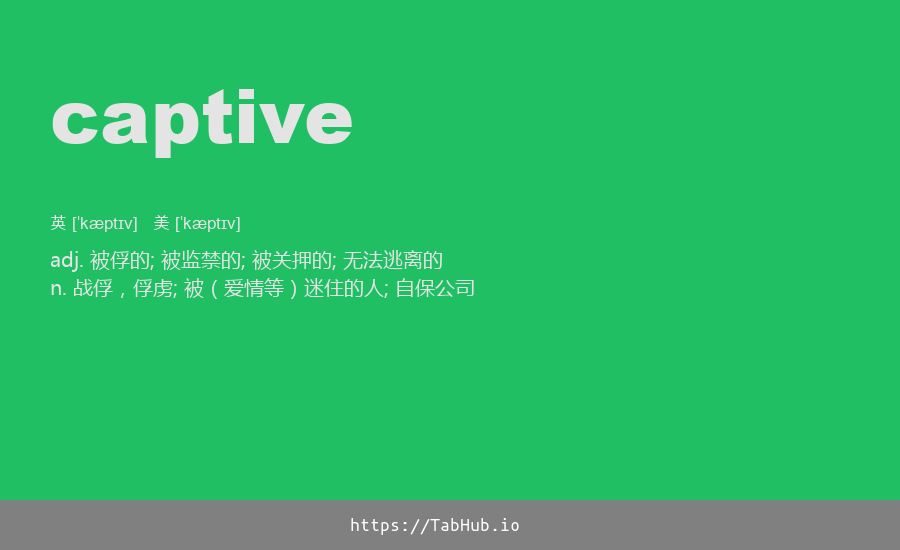 captive
英 [ˈkæptɪv] 美 [ˈkæptɪv]
adj. 被俘的; 被监禁的; 被关押的; 无法逃离的
n. 战俘，俘虏; 被（爱情等）迷住的人; 自保公司
https://TabHub.io